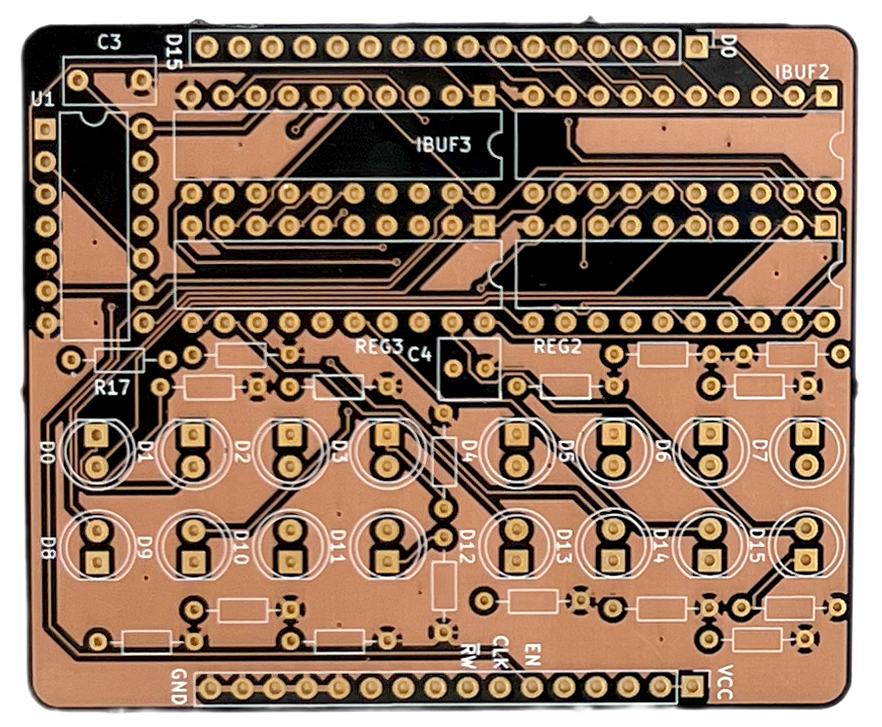 C3
D15
D0
IBUF2
U1
IBUF3
REG3
C4
REG2
R17
D0
D1
D2
D3
D4
D5
D6
D7
D8
D9
D10
D11
D12
D13
D14
D15
GND
RW
CLK
EN
VCC